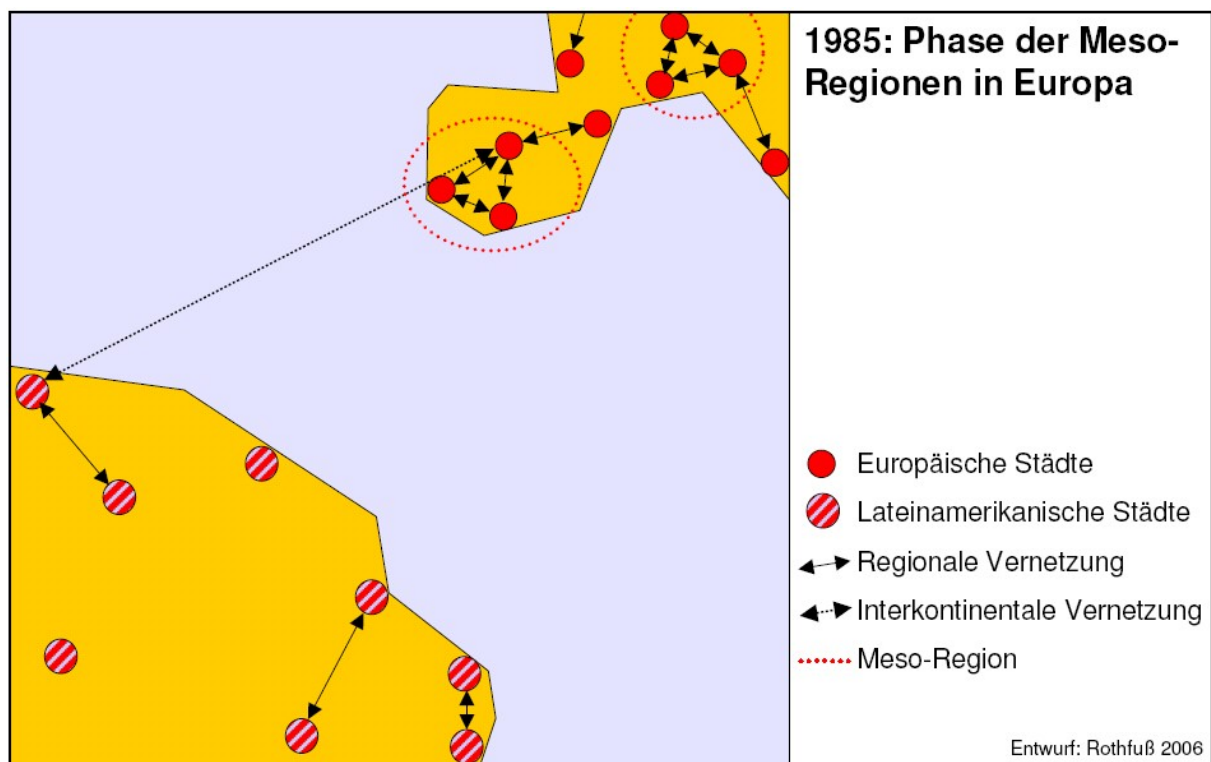 1985: Phase der Meso-
Regionen in Europa
Europäische Städte
Lateinamerikanische Städte
Regionale Vernetzung
Interkontinentale Vernetzung
Meso-Region
Entwurf: Rothfuß 2006